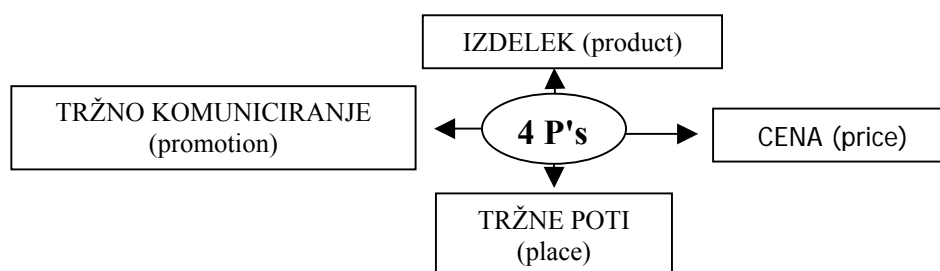 IZDELEK (product)
TRŽNO KOMUNICIRANJE
(promotion)
4 P's
CENA (price)
TRŽNE POTI
(place)